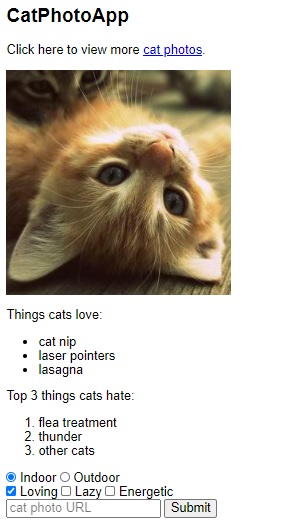 CatPhotoApp
Click here to view more cat photos.
Things cats love:
cat nip
laser pointers
lasagna
Top 3 things cats hate:
1. flea treatment
2. thunder
3. other cats
Indoor Outdoor
Loving Lazy Energetic
cat photo URL Submit